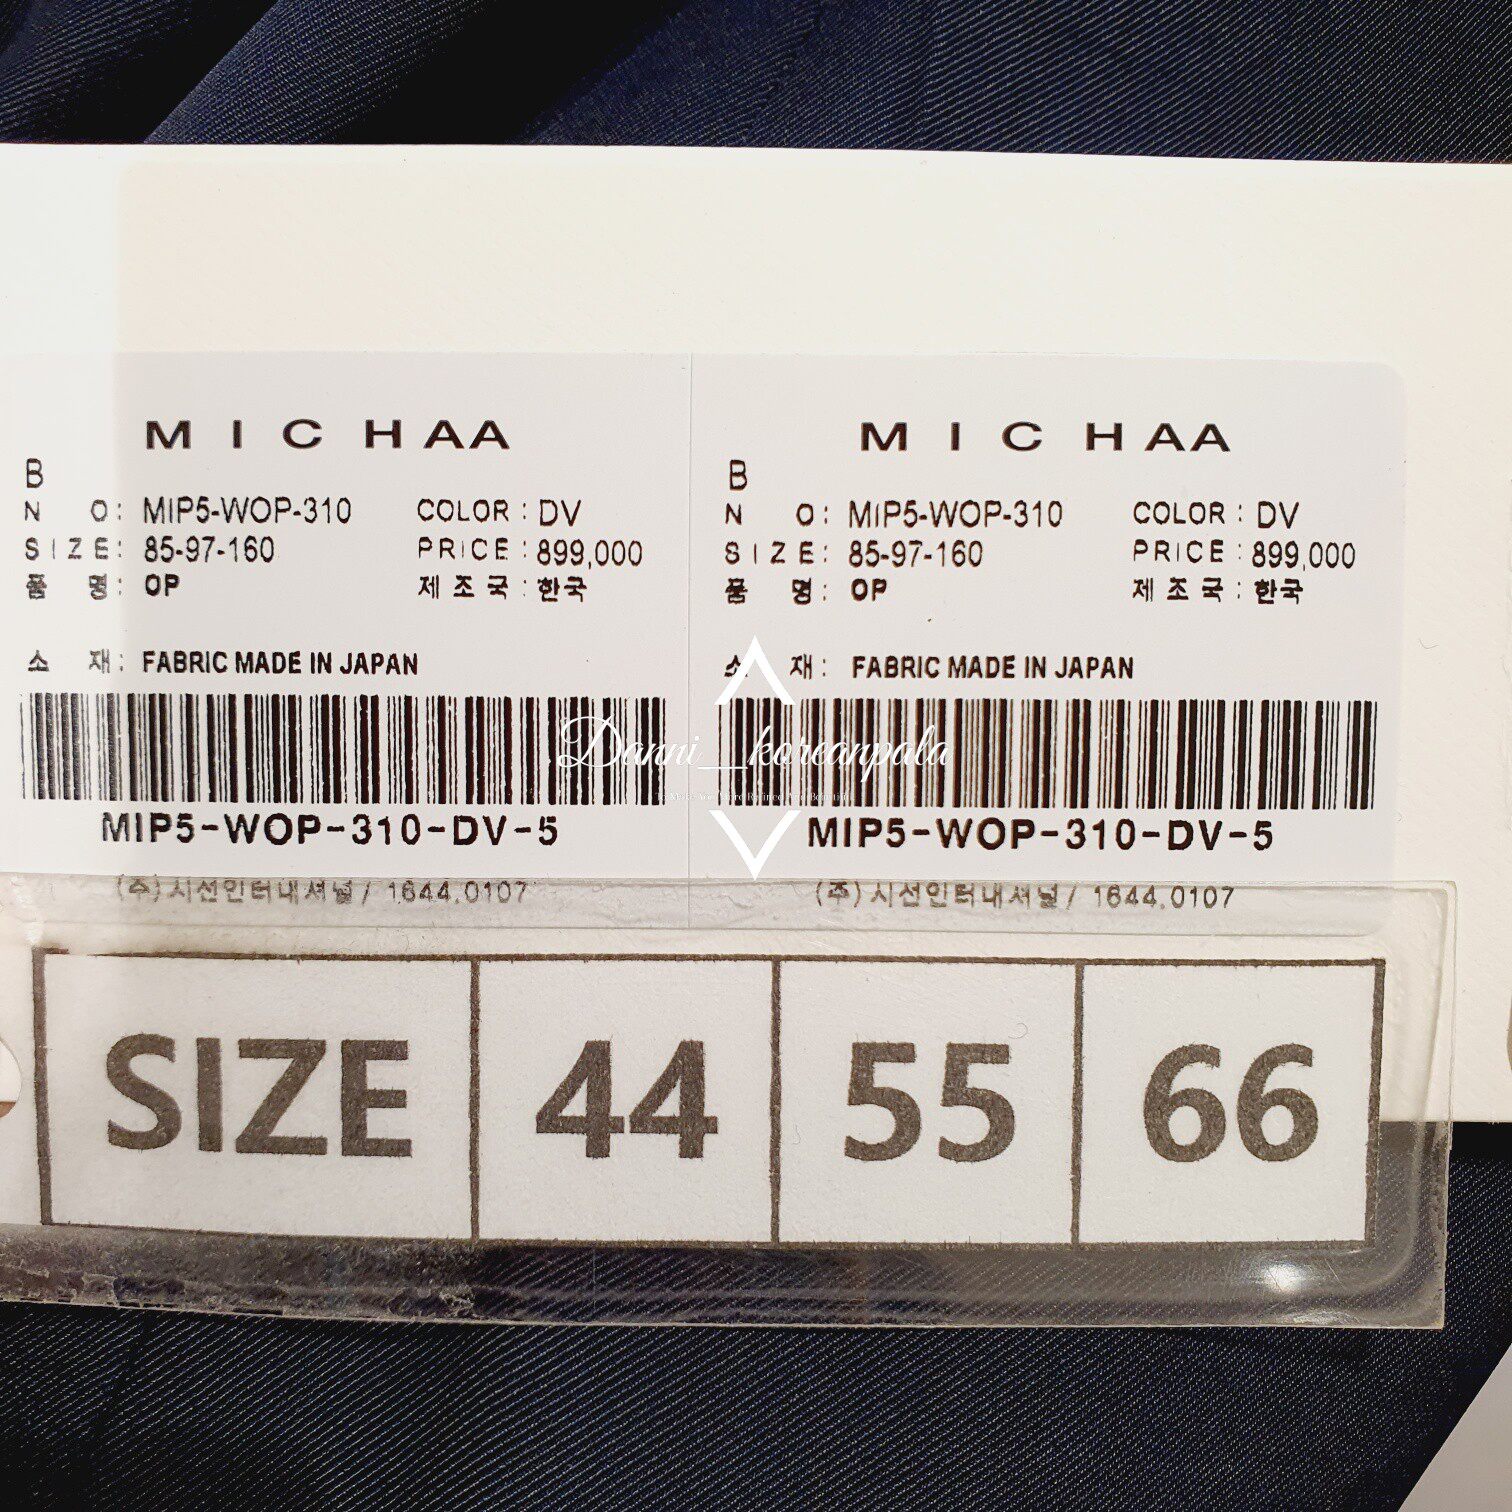 MICHAA
B
NO: MIP5-WOP-310 COLOR : DV
SIZE: 85-97-160 PRICE : 899,000
품 명: OP 제조국 : 한국
소 재: FABRIC MADE IN JAPAN
MIP5-WOP-310-DV-5
(주)시선인터내셔널/ 1644.0107
MICHAA
B
NO: MIP5-WOP-310 COLOR : DV
SIZE: 85-97-160 PRICE : 899,000
품 명: OP 제조국 : 한국
소 재: FABRIC MADE IN JAPAN
MIP5-WOP-310-DV-5
(주)시선인터내셔널/ 1644.0107
Danni_koreanpala
SIZE 44 55 66